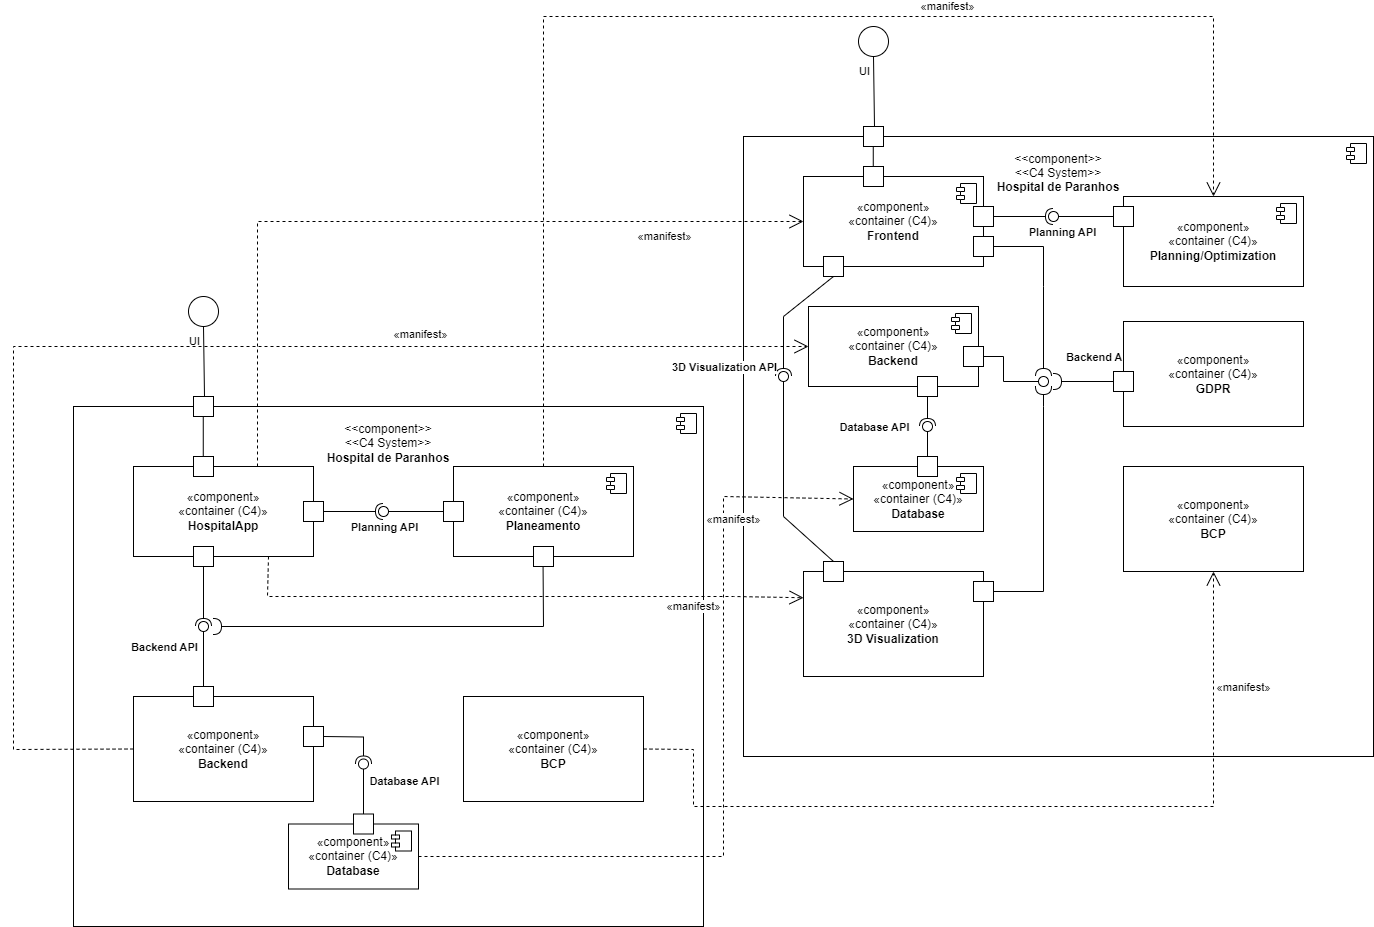 «manifest»
UI
<<component>>
<<C4 System>>
Hospital de Paranhos
«component»
«container (C4)»
Frontend
Planning API
«component»
«container (C4)»
Planning/Optimization
«manifest»
UI
«manifest»
«component»
«container (C4)»
Backend
3D Visualization API
Backend A
«component»
«container (C4)»
GDPR
Database API
«component»
«container (C4)»
Database
«component»
«container (C4)»
BCP
«manifest»
<<component>>
<<C4 System>>
Hospital de Paranhos
«component»
«container (C4)»
HospitalApp
Planning API
«component»
«container (C4)»
Planeamento
«manifest»
«component»
«container (C4)»
3D Visualization
Backend API
«manifest»
«component»
«container (C4)»
Backend
«component»
«container (C4)»
BCP
Database API
«component»
«container (C4)»
Database